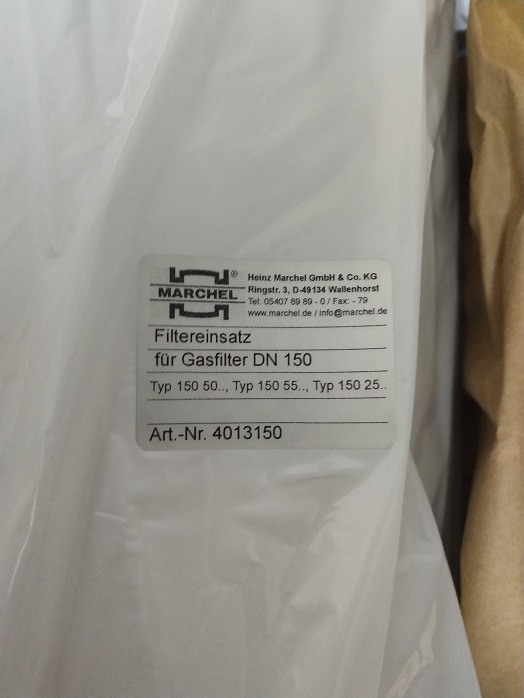 MARCHEL®
Heinz Marchel GmbH & Co. KG
Ringstr. 3, D-49134 Wallenhorst
Tel: 05407 89 89 - 0 / Fax: - 79
www.marchel.de / info@marchel.de
Filtereinsatz
für Gasfilter DN 150
Typ 150 50.., Typ 150 55.., Typ 150 25..
Art.-Nr. 4013150